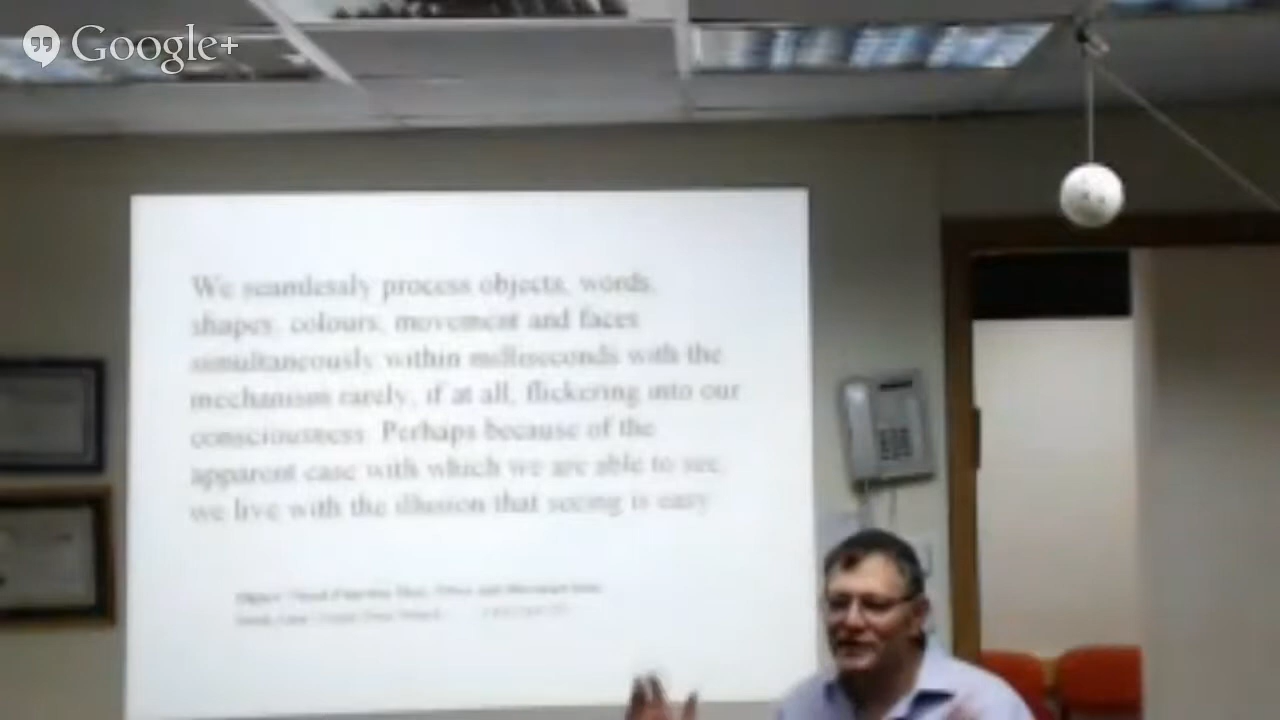 Google+
We seamlessly process objects, words,
shapes, colours, movement and faces
simultaneously within milliseconds with the
mechanism rarely, if at all, flickering into our
consciousness. Perhaps because of the
apparent ease with which we are able to see,
we live with the illusion that seeing is easy